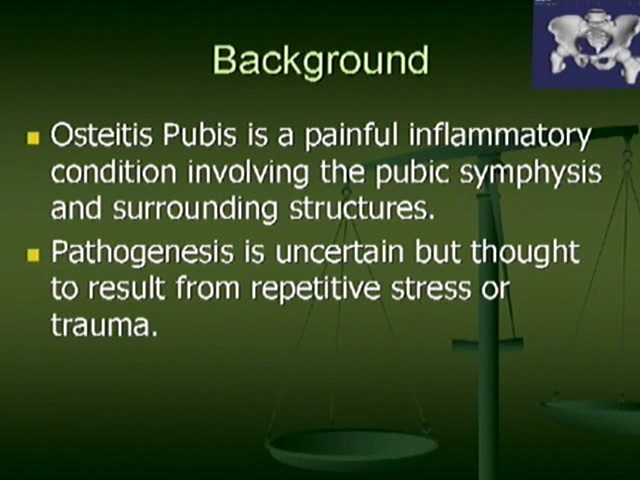 Background
Osteitis Pubis is a painful inflammatory
condition involving the pubic symphysis
and surrounding structures.
Pathogenesis is uncertain but thought
to result from repetitive stress or
trauma.